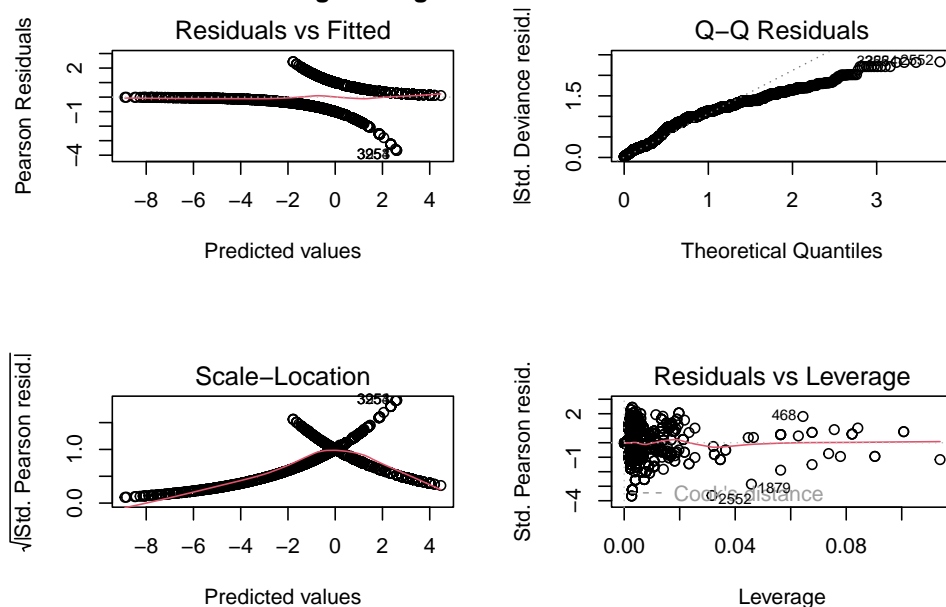 Residuals vs Fitted
Pearson Residuals
2
-1
-4
-8 -6 -4 -2 0 2 4
Predicted values
Q−Q Residuals
|Std. Deviance resid.|
1.5
0.0
2552
0 1 2 3
Theoretical Quantiles
Scale−Location
√|Std. Pearson resid.|
1.0
0.0
-8 -6 -4 -2 0 2 4
Predicted values
Residuals vs Leverage
Std. Pearson resid.
2
-1
-4
468
1879
2552
Cook's distance
0.00 0.04 0.08
Leverage